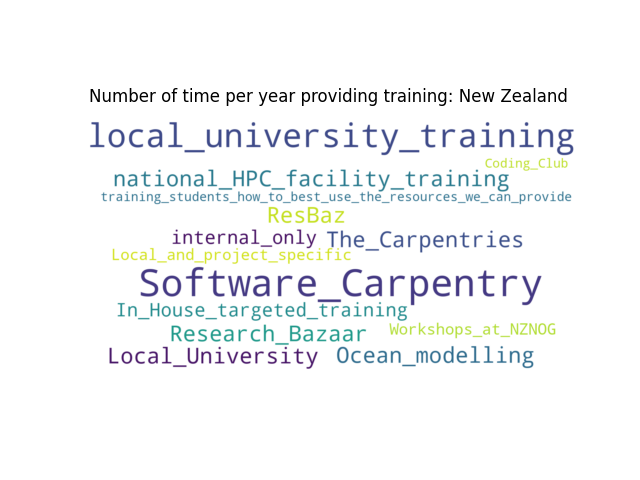 Number of time per year providing training: New Zealand
local_university_training
Coding_Club
national_HPC_facility_training
training_students_how_to_best_use_the_resources_we_can_provide
ResBaz
internal_only The_Carpentries
Local_and_project_specific
Software_Carpentry
In_House_targeted_training
Research_Bazaar Workshops_at_NZNOG
Local_University Ocean_modelling